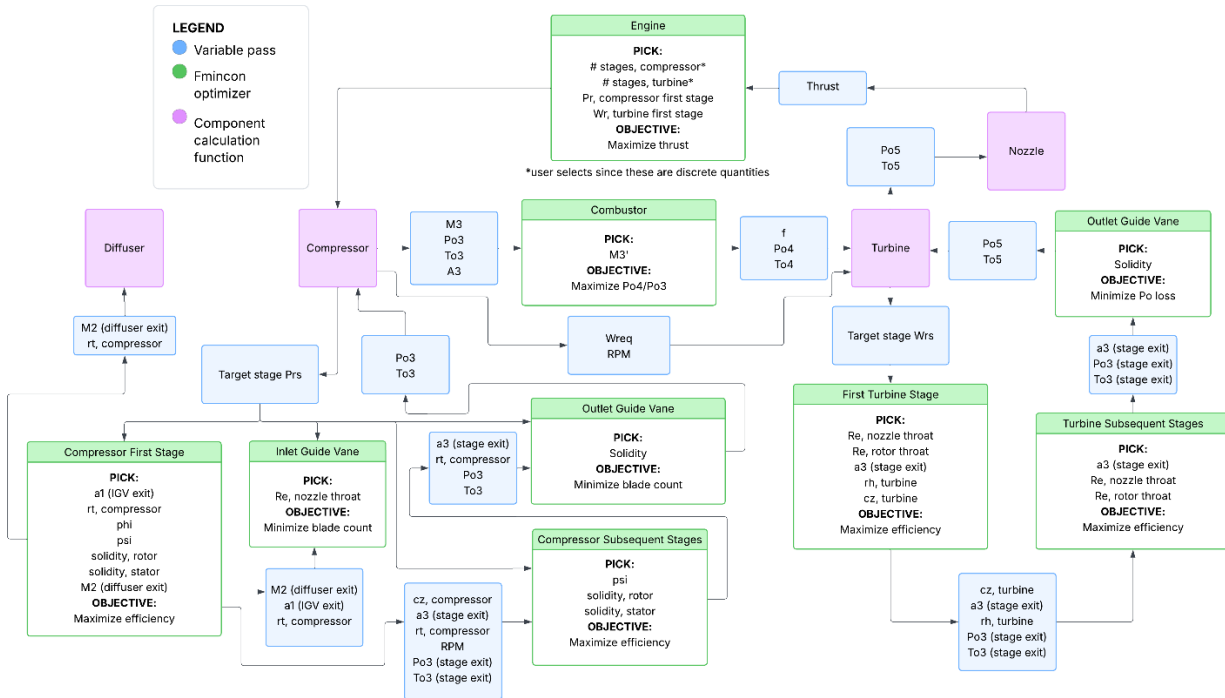 LEGEND
Variable pass
Fmincon
optimizer
Component
calculation
function
Engine
PICK:
# stages, compressor*
# stages, turbine*
Pr, compressor first stage
Wr, turbine first stage
OBJECTIVE:
Maximize thrust
*user selects since these are discrete quantities
Thrust
Nozzle
Po5
To5
Diffuser
Compressor
M3
Po3
To3
A3
Combustor
PICK:
M3'
OBJECTIVE:
Maximize Po4/Po3
f
Po4
To4
Turbine
Po5
To5
Outlet Guide Vane
PICK:
Solidity
OBJECTIVE:
Minimize Po loss
M2 (diffuser exit)
rt, compressor
Target stage Prs
Po3
To3
Wreq
RPM
Target stage Wrs
a3 (stage exit)
Po3 (stage exit)
To3 (stage exit)
Compressor First Stage
PICK:
a1 (IGV exit)
rt, compressor
phi
psi
solidity, rotor
solidity, stator
M2 (diffuser exit)
OBJECTIVE:
Maximize efficiency
Inlet Guide Vane
PICK:
Re, nozzle throat
OBJECTIVE:
Minimize blade count
M2 (diffuser exit)
a1 (IGV exit)
rt, compressor
a3 (stage exit)
rt, compressor
Po3
To3
Outlet Guide Vane
PICK:
Solidity
OBJECTIVE:
Minimize blade count
cz, compressor
a3 (stage exit)
rt, compressor
RPM
Po3 (stage exit)
To3 (stage exit)
Compressor Subsequent Stages
PICK:
psi
solidity, rotor
solidity, stator
OBJECTIVE:
Maximize efficiency
First Turbine Stage
PICK:
Re, nozzle throat
Re, rotor throat
a3 (stage exit)
rh, turbine
cz, turbine
OBJECTIVE:
Maximize efficiency
cz, turbine
a3 (stage exit)
rh, turbine
Po3 (stage exit)
To3 (stage exit)
Turbine Subsequent Stages
PICK:
a3 (stage exit)
Re, nozzle throat
Re, rotor throat
OBJECTIVE:
Maximize efficiency